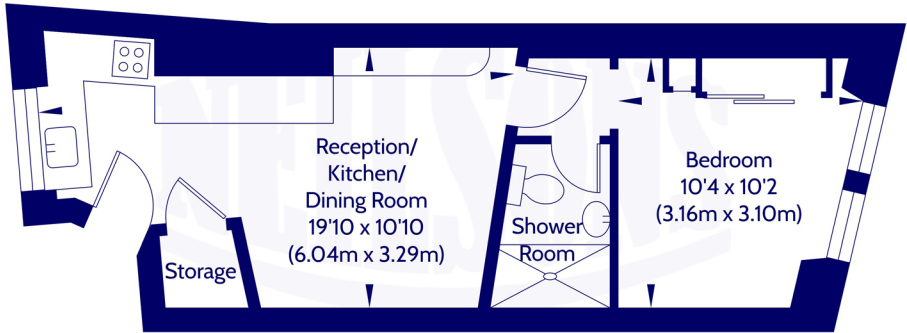 Reception/
Kitchen/
Dining Room
19'10 x 10'10
(6.04m x 3.29m)
Storage
Shower
Room
Bedroom
10'4 x 10'2
(3.16m x 3.10m)
NELSONS